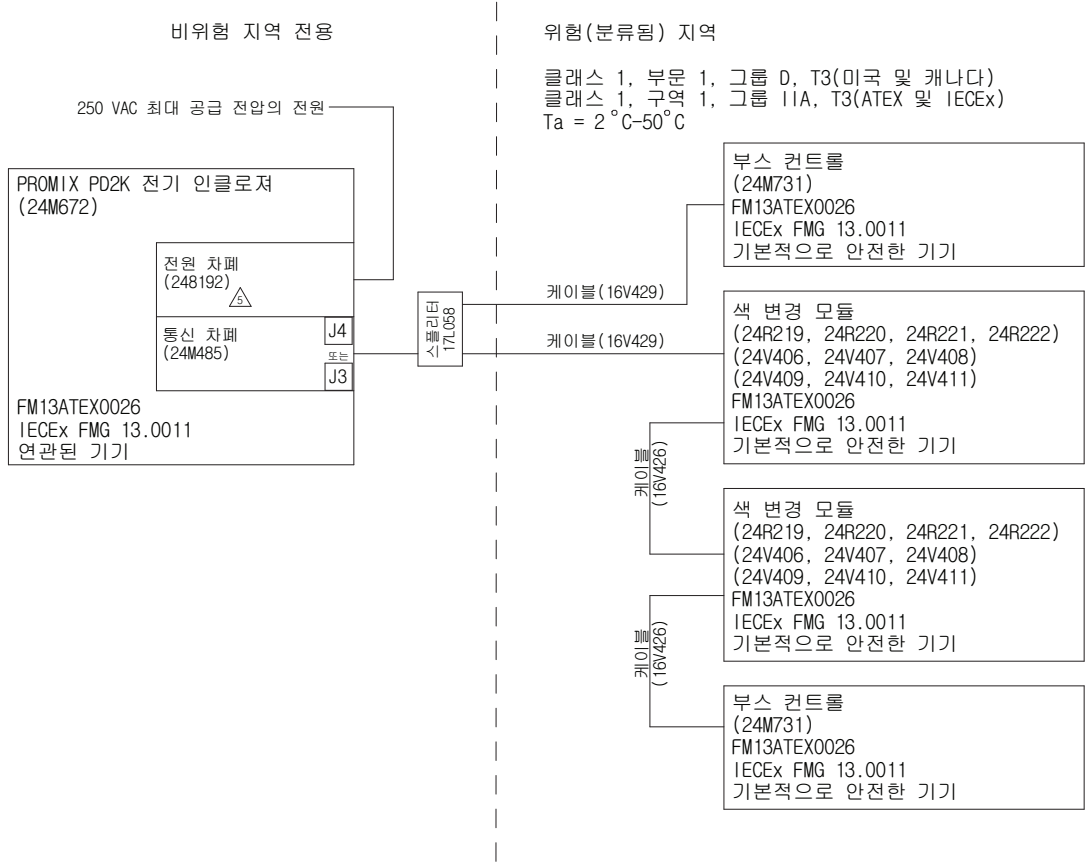 비위험 지역 전용
위험(분류됨) 지역
클래스 1, 부문 1, 그룹 D, T3(미국 및 캐나다)
클래스 1, 구역 1, 그룹 IIA, T3(ATEX 및 IECEx)
Ta = 2°C-50°C
250 VAC 최대 공급 전압의 전원
PROMIX PD2K 전기 인클로져
(24M672)
전원 차폐
(248192)
5
통신 차폐
(24M485)
J4
또는
J3
FM13ATEX0026
IECEx FMG 13.0011
연관된 기기
스플리터
17L058
케이블(16V429)
케이블(16V429)
부스 컨트롤
(24M731)
FM13ATEX0026
IECEx FMG 13.0011
기본적으로 안전한 기기
색 변경 모듈
(24R219, 24R220, 24R221, 24R222)
(24V406, 24V407, 24V408)
(24V409, 24V410, 24V411)
FM13ATEX0026
IECEx FMG 13.0011
기본적으로 안전한 기기
케이블
(16V426)
색 변경 모듈
(24R219, 24R220, 24R221, 24R222)
(24V406, 24V407, 24V408)
(24V409, 24V410, 24V411)
FM13ATEX0026
IECEx FMG 13.0011
기본적으로 안전한 기기
케이블
(16V426)
부스 컨트롤
(24M731)
FM13ATEX0026
IECEx FMG 13.0011
기본적으로 안전한 기기